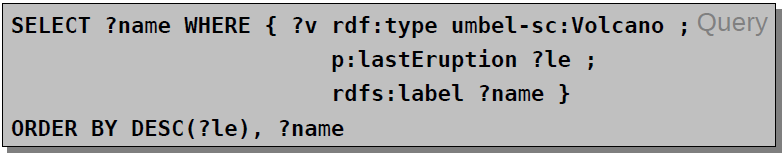 SELECT ?name WHERE { ?v rdf:type umbel-sc:Volcano ; Query
p:lastEruption ?le ;
rdfs:label ?name }
ORDER BY DESC(?le), ?name